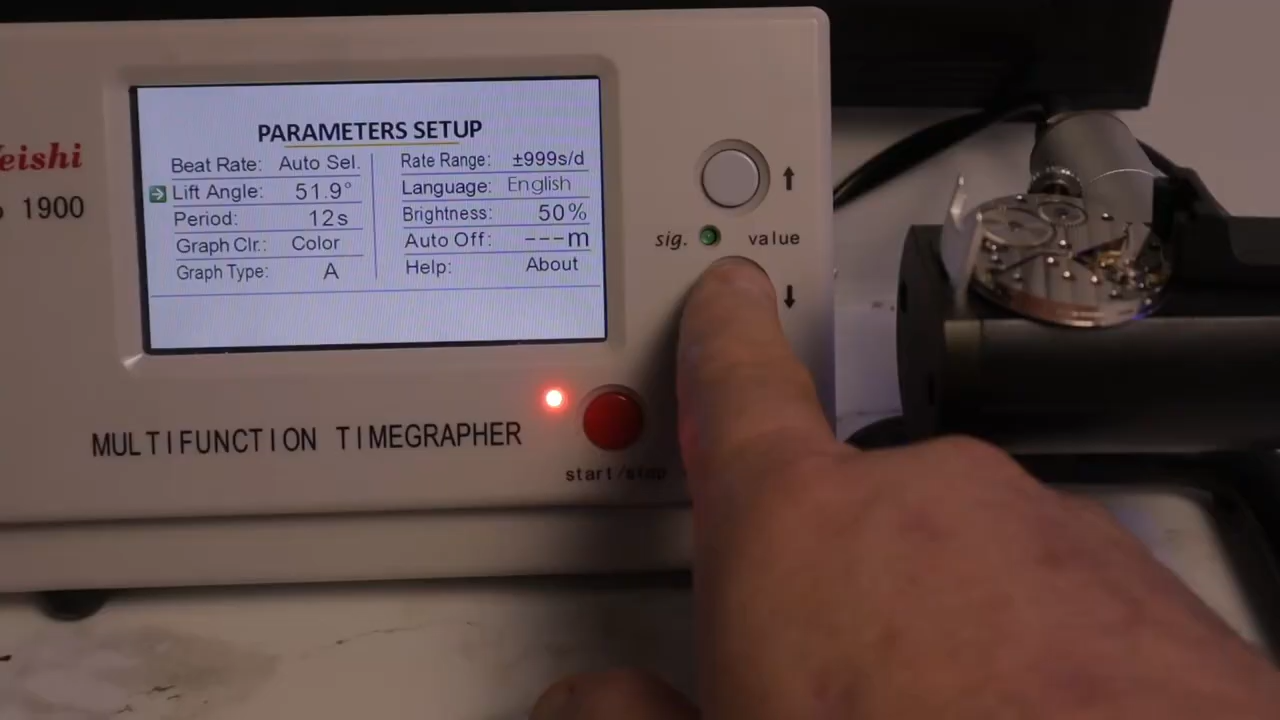 PARAMETERS SETUP
Beat Rate: Auto Sel.
Lift Angle: 51.9°
Period: 12s
Graph Clr.: Color
Graph Type: A
Rate Range: ±999s/d
Language: English
Brightness: 50%
Auto Off: ---m
Help: About
eishi
1900
sig. value
MULTIFUNCTION TIMEGRAPHER
start/stop